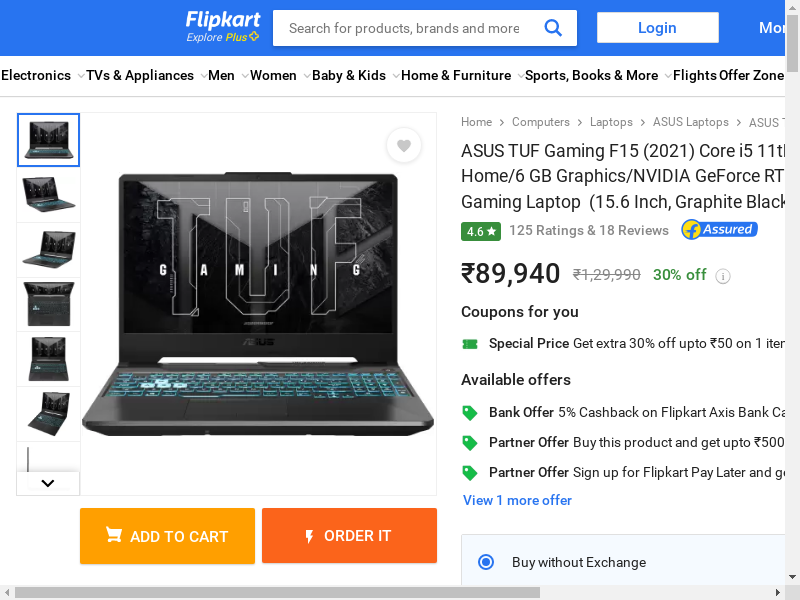 Flipkart
Explore Plus
Search for products, brands and more
Login
Mor
Electronics
TVs & Appliances
Men
Women
Baby & Kids
Home & Furniture
Sports, Books & More
Flights
Offer Zone
Home
Computers
Laptops
ASUS Laptops
ASUS T
ASUS TUF Gaming F15 (2021) Core i5 11th
Home/6 GB Graphics/NVIDIA GeForce RT
Gaming Laptop (15.6 Inch, Graphite Black
4.6
125 Ratings & 18 Reviews
Assured
₹89,940
₹1,29,990
30% off
Coupons for you
Special Price Get extra 30% off upto ₹50 on 1 iter
Available offers
Bank Offer 5% Cashback on Flipkart Axis Bank Ca
Partner Offer Buy this product and get upto ₹500
Partner Offer Sign up for Flipkart Pay Later and ge
View 1 more offer
Buy without Exchange
TUF
GAMING
ASUS
ADD TO CART
ORDER IT